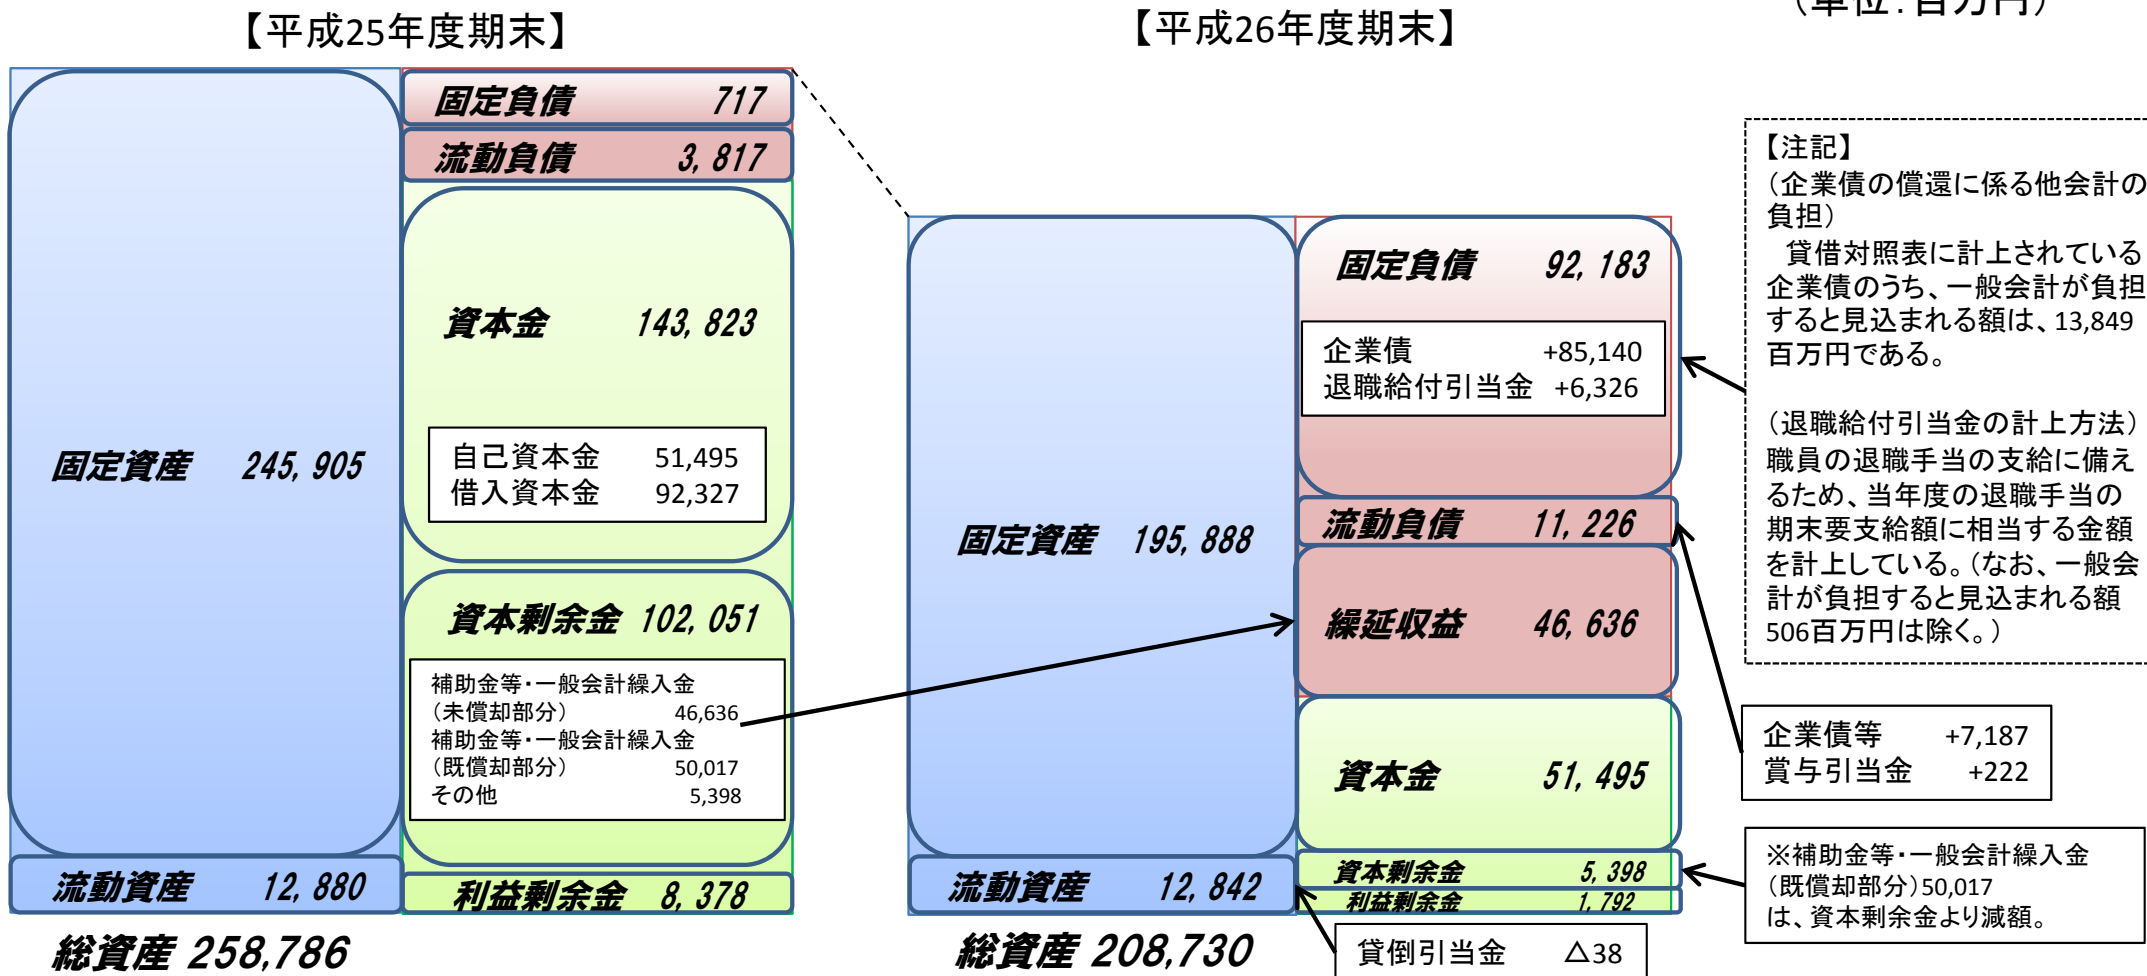 【平成25年度期末】
固定資産 245,905
流動資産 12,880
総資産 258,786
固定負債 717
流動負債 3,817
資本金 143,823
自己資本金 51,495
借入資本金 92,327
資本剰余金 102,051
補助金等・一般会計繰入金
(未償却部分) 46,636
補助金等・一般会計繰入金
(既償却部分) 50,017
その他 5,398
利益剰余金 8,378
【平成26年度期末】
(単位:百万円)
固定資産 195,888
流動資産 12,842
総資産 208,730
固定負債 92,183
企業債 +85,140
退職給付引当金 +6,326
流動負債 11,226
繰延収益 46,636
資本金 51,495
資本剰余金 5,398
利益剰余金 1,792
貸倒引当金 △38
【注記】
(企業債の償還に係る他会計の
負担)
貸借対照表に計上されている
企業債のうち、一般会計が負担
すると見込まれる額は、13,849
百万円である。
(退職給付引当金の計上方法)
職員の退職手当の支給に備え
るため、当年度の退職手当の
期末要支給額に相当する金額
を計上している。(なお、一般会
計が負担すると見込まれる額
506百万円は除く。)
企業債等 +7,187
賞与引当金 +222
※補助金等・一般会計繰入金
(既償却部分)50,017
は、資本剰余金より減額。